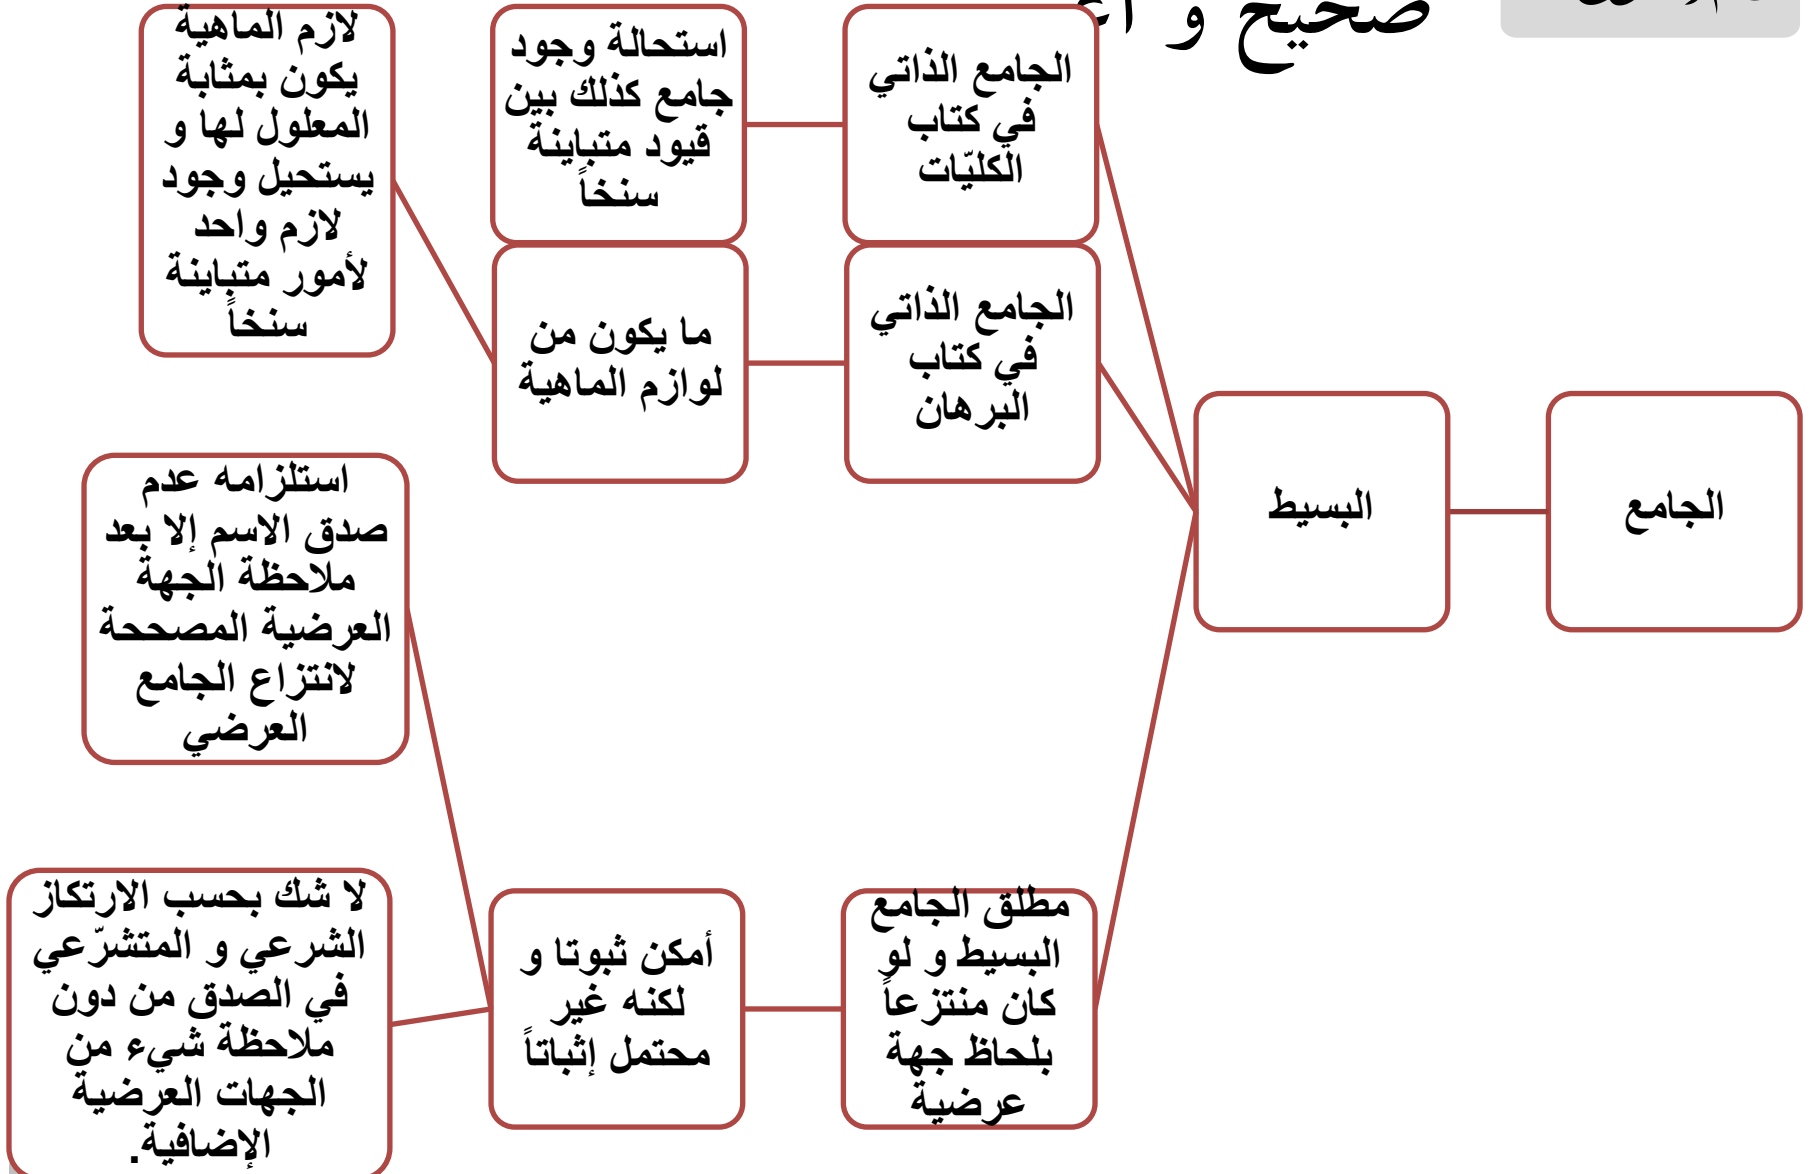 صحيح و
الجامع
البسيط
الجامع الذاتي
في كتاب
الكليّات
استحالة وجود
جامع كذلك بين
قيود متباينة
سنخاً
الجامع الذاتي
في كتاب
البرهان
ما يكون من
لوازم الماهية
لازم الماهية
يكون بمثابة
المعلول لها و
يستحيل وجود
لازم واحد
لأمور متباينة
سنخاً
مطلق الجامع
البسيط و لو
كان منتزعاً
بلحاظ جهة
عرضية
أمكن ثبوتا و
لكنه غير
محتمل إثباتاً
استلزامه عدم
صدق الاسم إلا بعد
ملاحظة الجهة
العرضية المصححة
لانتزاع الجامع
العرضي
لا شك بحسب الارتكاز
الشرعي و المتشرّعي
في الصدق من دون
ملاحظة شيء من
الجهات العرضية
الإضافية.